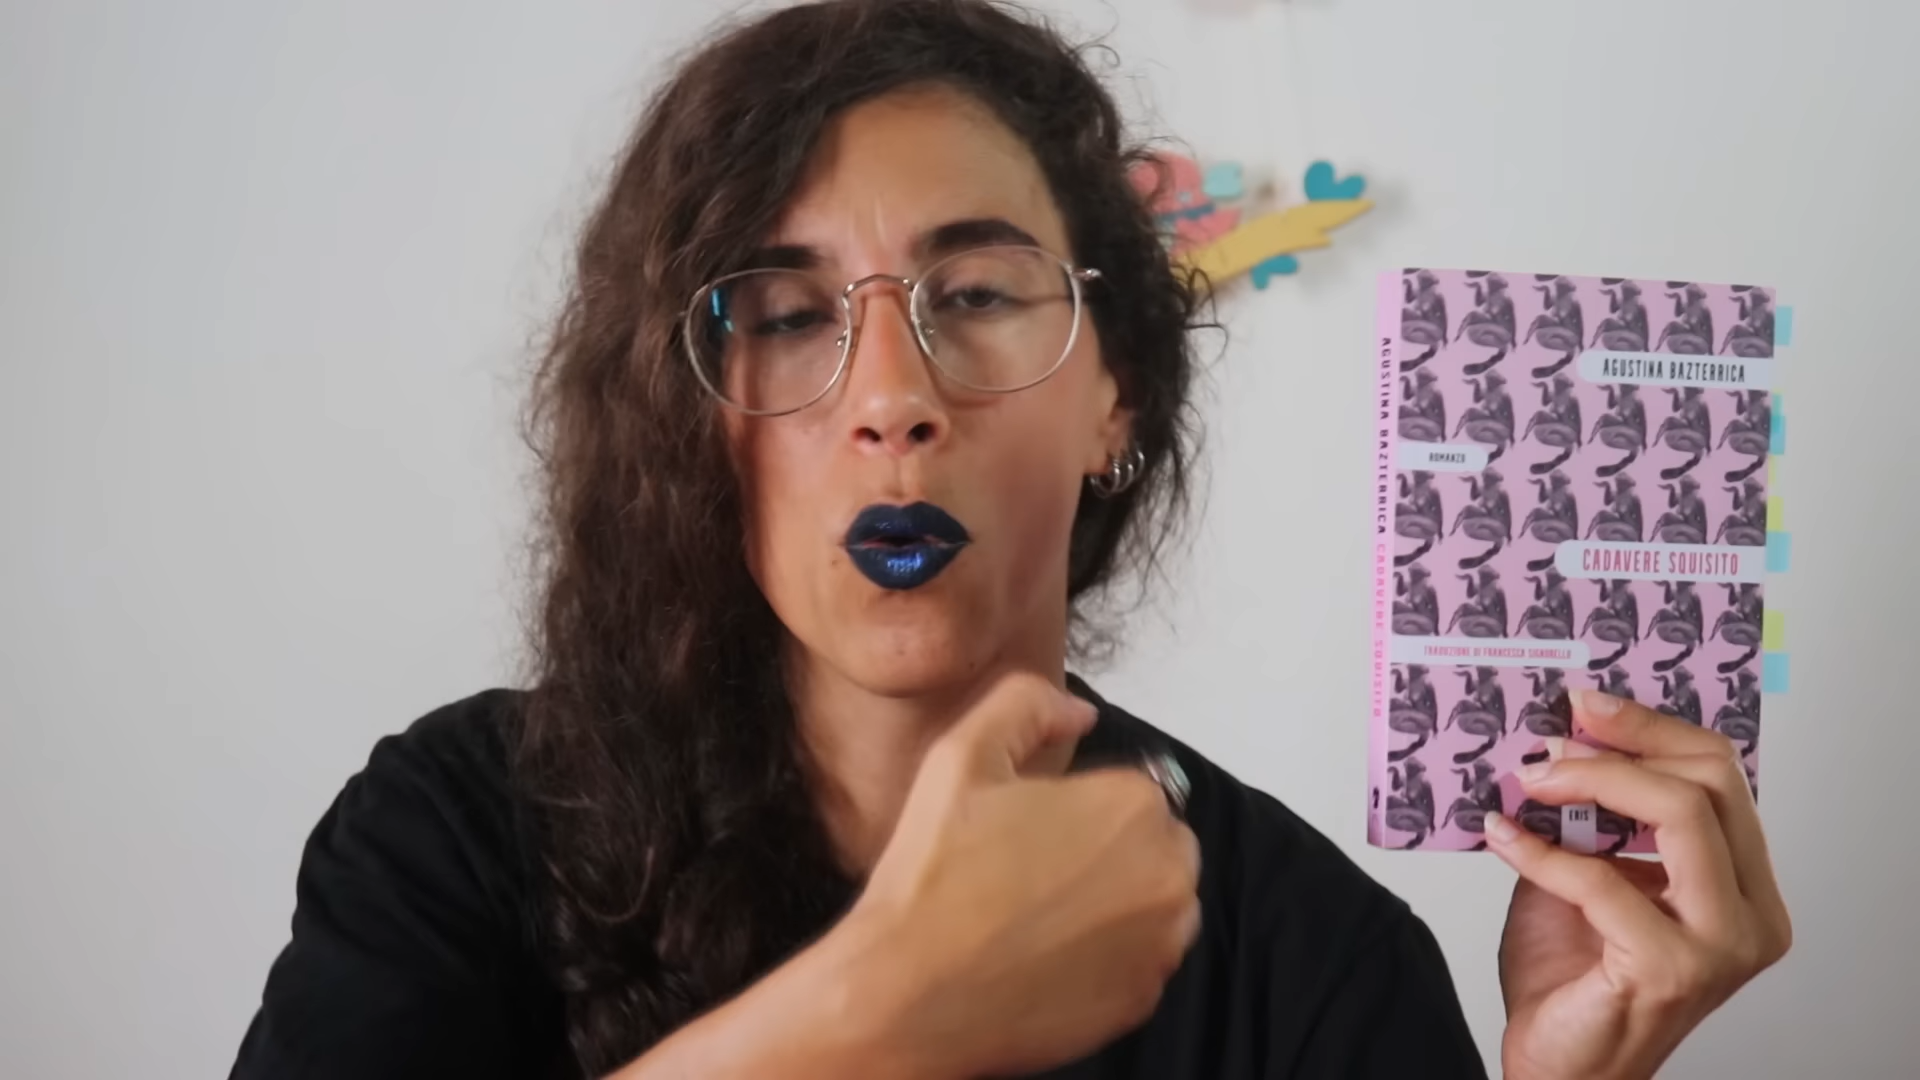 AGUSTINA BAZTERRICA CADAVERE SQUISITO
AGUSTINA BAZTERRICA
ROMANZO
CADAVERE SQUISITO
TRADUZIONE DI FRANCESCA SIGNORELLO
ERIS